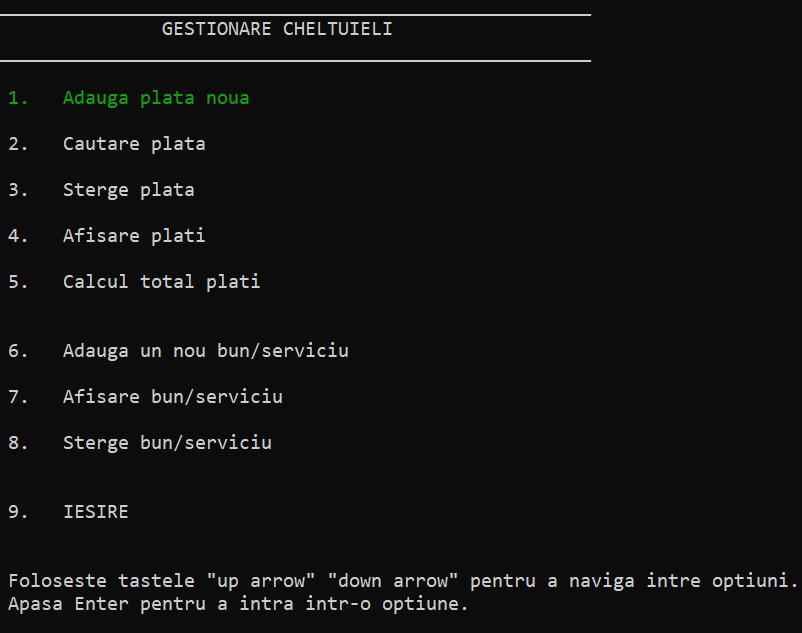 GESTIONARE CHELTUIELI
1. Adauga plata noua
2. Cautare plata
3. Sterge plata
4. Afisare plati
5. Calcul total plati
6. Adauga un nou bun/serviciu
7. Afisare bun/serviciu
8. Sterge bun/serviciu
9. IESIRE
Foloseste tastele "up arrow" "down arrow" pentru a naviga intre optiuni.
Apasa Enter pentru a intra intr-o optiune.